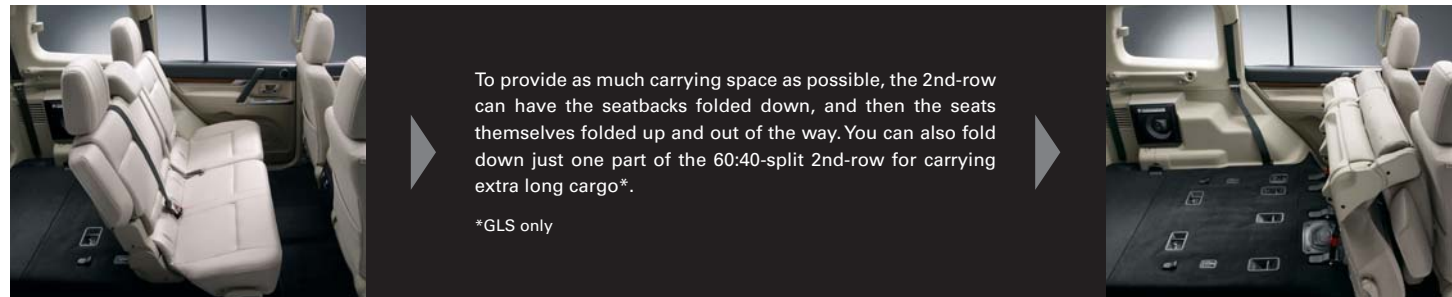 To provide as much carrying space as possible, the 2nd-row
can have the seatbacks folded down, and then the seats
themselves folded up and out of the way. You can also fold
down just one part of the 60:40-split 2nd-row for carrying
extra long cargo*.
*GLS only